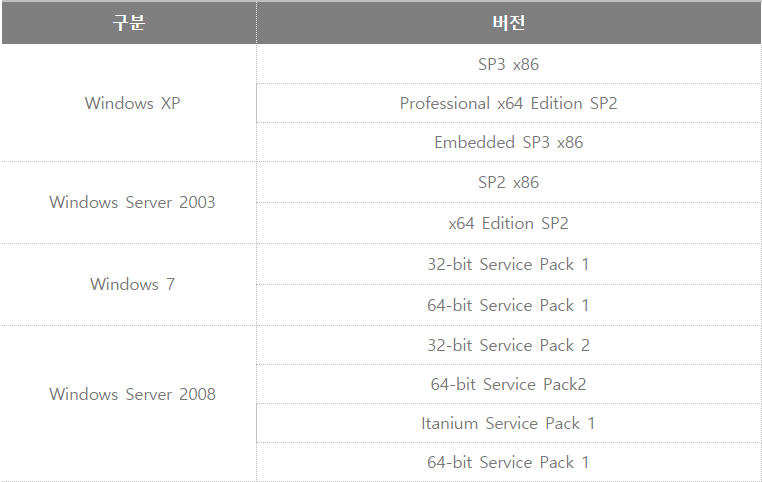 구분 버전
SP3 x86
Windows XP Professional x64 Edition SP2
Embedded SP3 x86
SP2 x86
Windows Server 2003
x64 Edition SP2
32-bit Service Pack 1
Windows 7
64-bit Service Pack 1
32-bit Service Pack 2
64-bit Service Pack2
Windows Server 2008
Itanium Service Pack 1
64-bit Service Pack 1